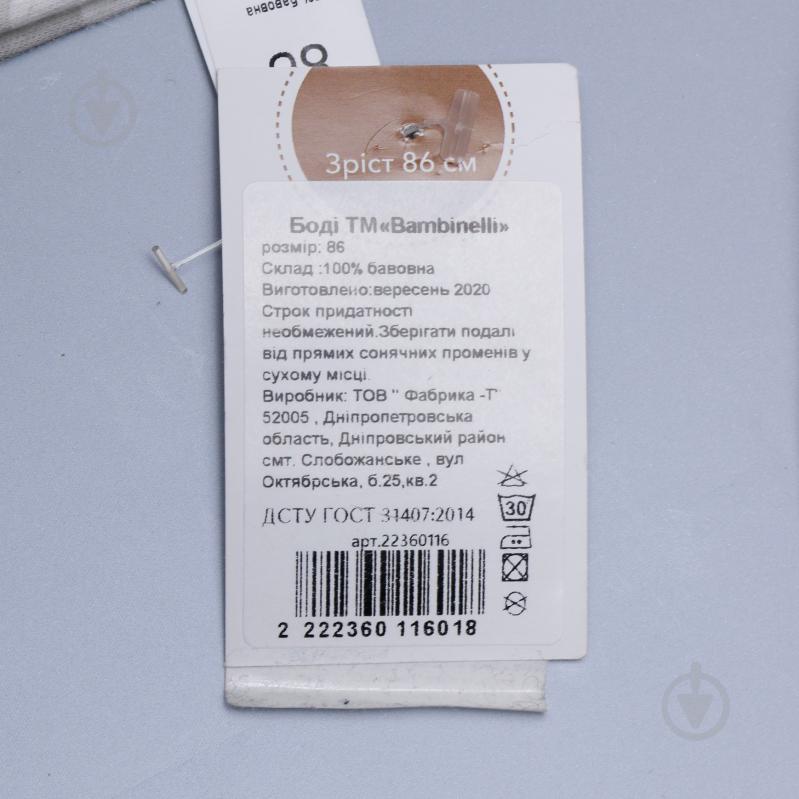 % бавовна
86
Зріст 86 см
Боді ТМ«Bambinelli»
розмір: 86
Склад :100% бавовна
Виготовлено:вересень 2020
Строк придатності
необмежений.Зберігати подалі
від прямих сонячних променів у
сухому місці.
Виробник: ТОВ " Фабрика -Т"
52005 , Дніпропетровська
область, Дніпровський район
смт. Слобожанське , вул
Октябрська, б.25,кв.2
ДСТУ ГОСТ 31407:2014
30
арт.22360116
2 222360 116018